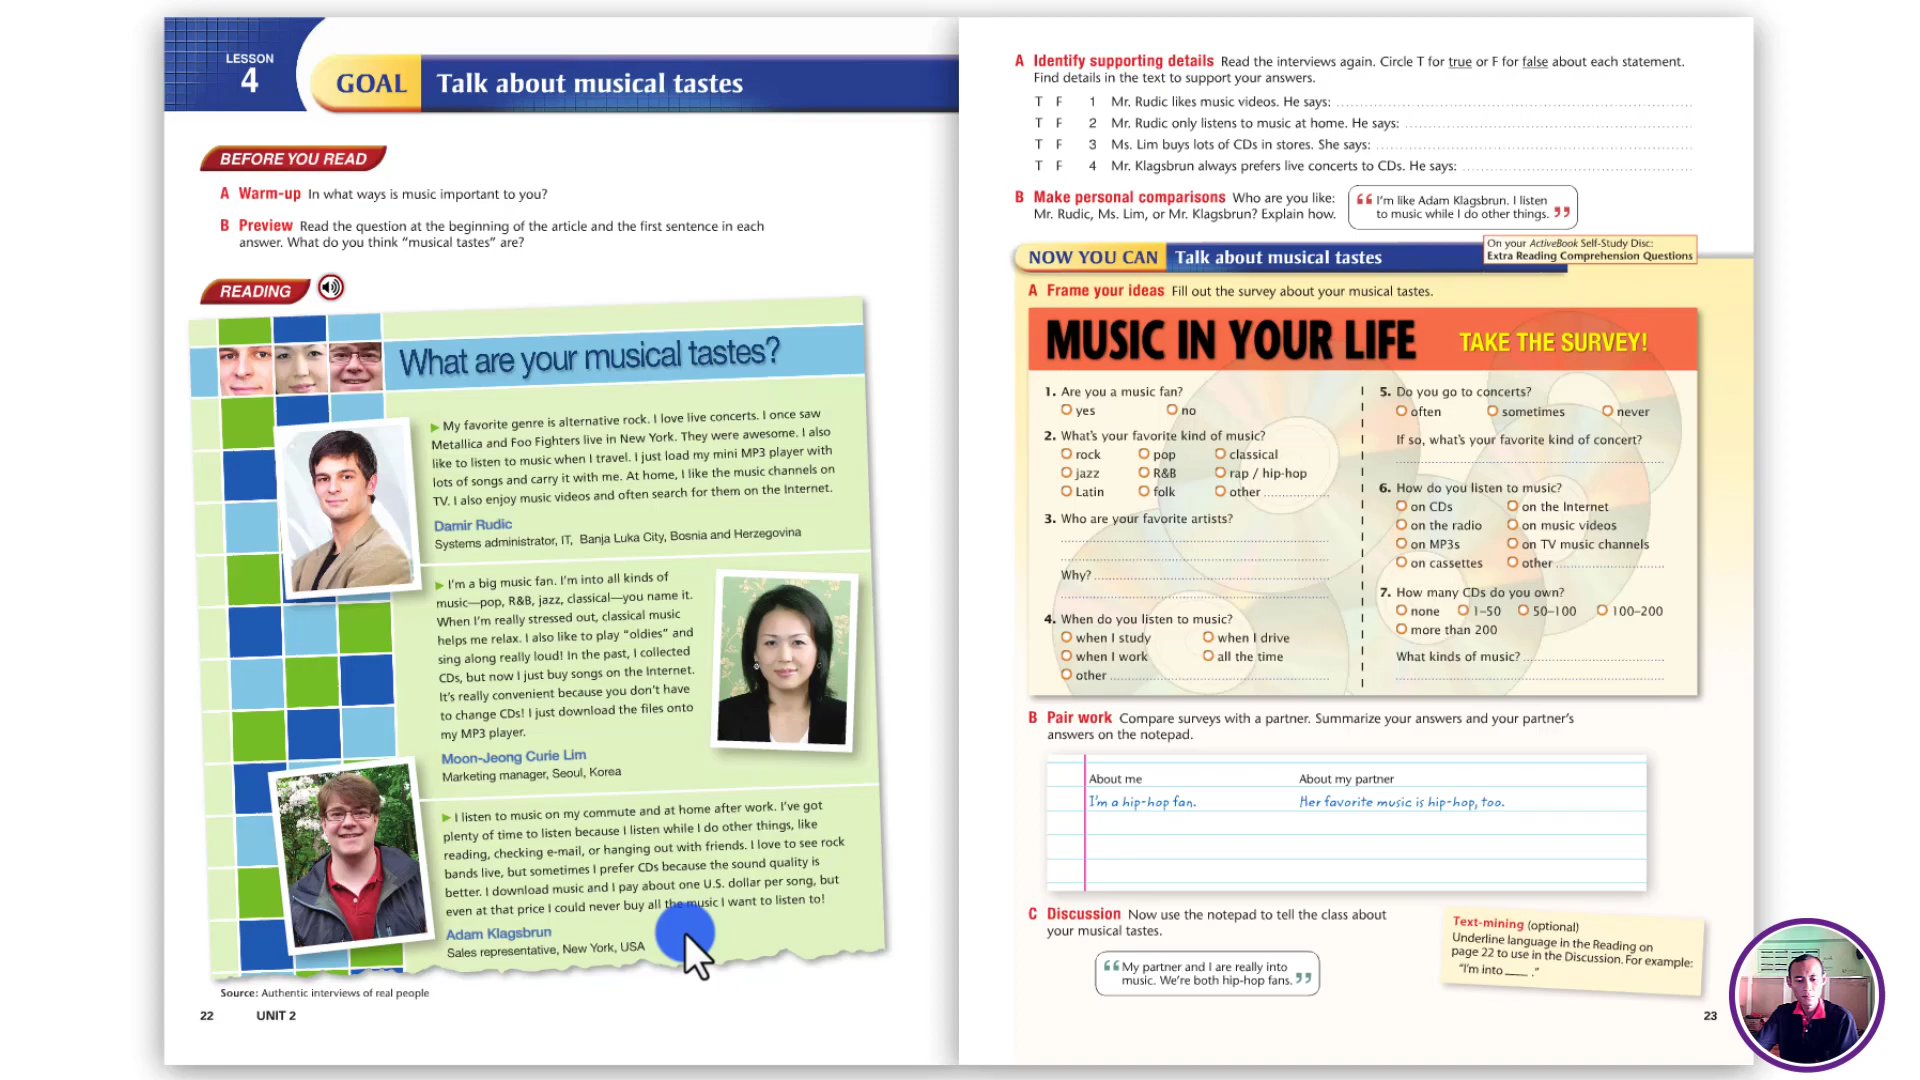 LESSON
4
GOAL
Talk about musical tastes
BEFORE YOU READ
A Warm-up In what ways is music important to you?
B Preview Read the question at the beginning of the article and the first sentence in each
answer. What do you think “musical tastes” are?
READING
What are your musical tastes?
My favorite genre is alternative rock. I love live concerts. I once saw
Metallica and Foo Fighters live in New York. They were awesome. I also
like to listen to music when I travel. I just load my mini MP3 player with
lots of songs and carry it with me. At home, I like the music channels on
TV. I also enjoy music videos and often search for them on the Internet.
Damir Rudic
Systems administrator, IT, Banja Luka City, Bosnia and Herzegovina
I’m a big music fan. I’m into all kinds of
music—pop, R&B, jazz, classical—you name it.
When I’m really stressed out, classical music
helps me relax. I also like to play “oldies” and
sing along really loud! In the past, I collected
CDs, but now I just buy songs on the Internet.
It’s really convenient because you don’t have
to change CDs! I just download the files onto
my MP3 player.
Moon-Jeong Curie Lim
Marketing manager, Seoul, Korea
I listen to music on my commute and at home after work. I’ve got
plenty of time to listen because I listen while I do other things, like
reading, checking e-mail, or hanging out with friends. I love to see rock
bands live, but sometimes I prefer CDs because the sound quality is
better. I download music and I pay about one U.S. dollar per song, but
even at that price I could never buy all the music I want to listen to!
Adam Klagsbrun
Sales representative, New York, USA
Source: Authentic interviews of real people
22 UNIT 2
A Identify supporting details Read the interviews again. Circle T for true or F for false about each statement.
Find details in the text to support your answers.
T F 1 Mr. Rudic likes music videos. He says:
T F 2 Mr. Rudic only listens to music at home. He says:
T F 3 Ms. Lim buys lots of CDs in stores. She says:
T F 4 Mr. Klagsbrun always prefers live concerts to CDs. He says:
B Make personal comparisons Who are you like:
Mr. Rudic, Ms. Lim, or Mr. Klagsbrun? Explain how.
“I’m like Adam Klagsbrun. I listen
to music while I do other things.”
On your ActiveBook Self-Study Disc:
Extra Reading Comprehension Questions
NOW YOU CAN Talk about musical tastes
A Frame your ideas Fill out the survey about your musical tastes.
MUSIC IN YOUR LIFE TAKE THE SURVEY!
1. Are you a music fan?
yes no
2. What’s your favorite kind of music?
rock pop classical
jazz R&B rap / hip-hop
Latin folk other
3. Who are your favorite artists?
Why?
4. When do you listen to music?
when I study when I drive
when I work all the time
other
5. Do you go to concerts?
often sometimes never
If so, what’s your favorite kind of concert?
6. How do you listen to music?
on CDs on the Internet
on the radio on music videos
on MP3s on TV music channels
on cassettes other
7. How many CDs do you own?
none 1–50 50–100 100–200
more than 200
What kinds of music?
B Pair work Compare surveys with a partner. Summarize your answers and your partner’s
answers on the notepad.
About me About my partner
I’m a hip-hop fan. Her favorite music is hip-hop, too.
C Discussion Now use the notepad to tell the class about
your musical tastes.
“My partner and I are really into
music. We’re both hip-hop fans.”
Text-mining (optional)
Underline language in the Reading on
page 22 to use in the Discussion. For example:
“I’m into ____ .”
23